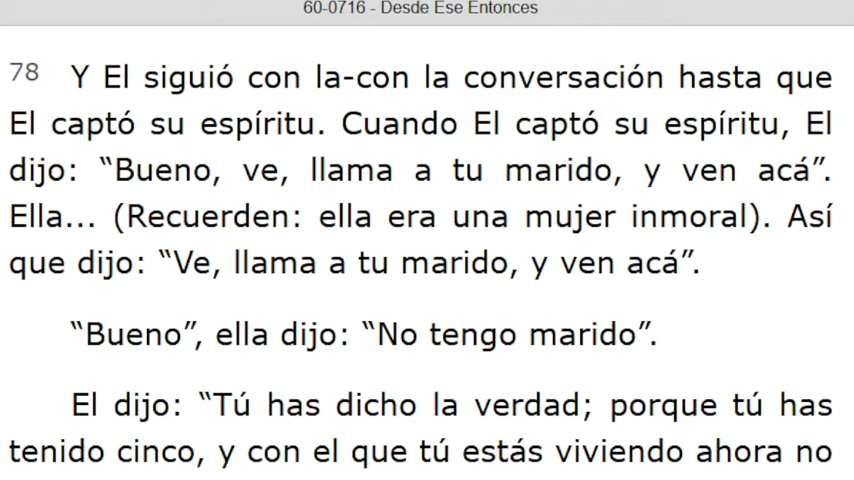 60-0716 - Desde Ese Entonces
78 Y El siguió con la-con la conversación hasta que
El captó su espíritu. Cuando El captó su espíritu, El
dijo: “Bueno, ve, llama a tu marido, y ven acá”.
Ella... (Recuerden: ella era una mujer inmoral). Así
que dijo: “Ve, llama a tu marido, y ven acá”.
“Bueno”, ella dijo: “No tengo marido”.
El dijo: “Tú has dicho la verdad; porque tú has
tenido cinco, y con el que tú estás viviendo ahora no